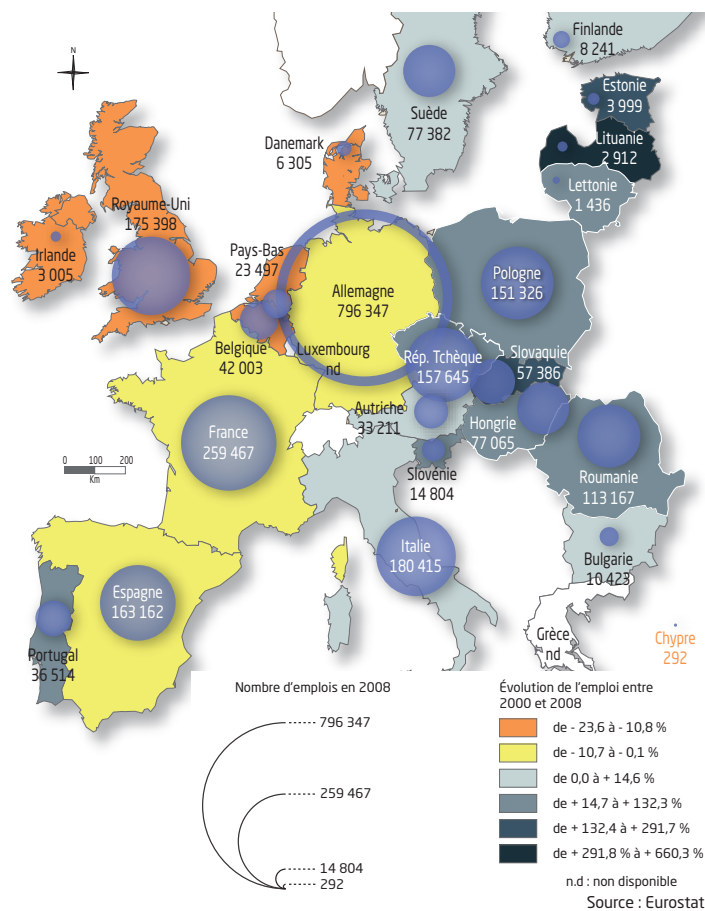 N
Finlande
8 241
Estonie
3 999
Lituanie
2 912
Lettonie
1 436
Suède
77 382
Danemark
6 305
Royaume-Uni
175 398
Irlande
3 005
Pays-Bas
23 497
Allemagne
796 347
Pologne
151 326
Belgique
42 003
Luxembourg
nd
Rép. Tchèque
157 645
Slovaquie
57 386
Autriche
33 211
Hongrie
77 065
France
259 467
Slovénie
14 804
Roumanie
113 167
0 100 200
Km
Italie
180 415
Bulgarie
10 423
Espagne
163 162
Portugal
36 514
Grèce
nd
Chypre
292
Nombre d'emplois en 2008
796 347
259 467
14 804
292
Évolution de l'emploi entre
2000 et 2008
de - 23,6 à - 10,8 %
de - 10,7 à - 0,1 %
de 0,0 à + 14,6 %
de + 14,7 à + 132,3 %
de + 132,4 à + 291,7 %
de + 291,8 % à + 660,3 %
n.d : non disponible
Source : Eurostat